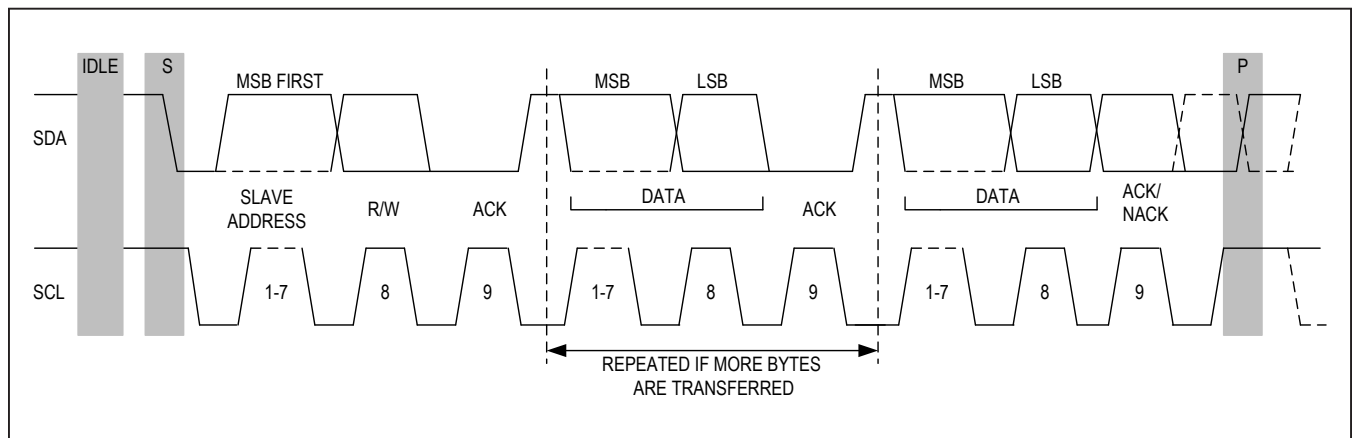 IDLE S MSB FIRST MSB LSB MSB LSB P
SDA
SLAVE
ADDRESS R/W ACK DATA ACK DATA ACK/
NACK
SCL 1-7 8 9 1-7 8 9 1-7 8 9
REPEATED IF MORE BYTES
ARE TRANSFERRED